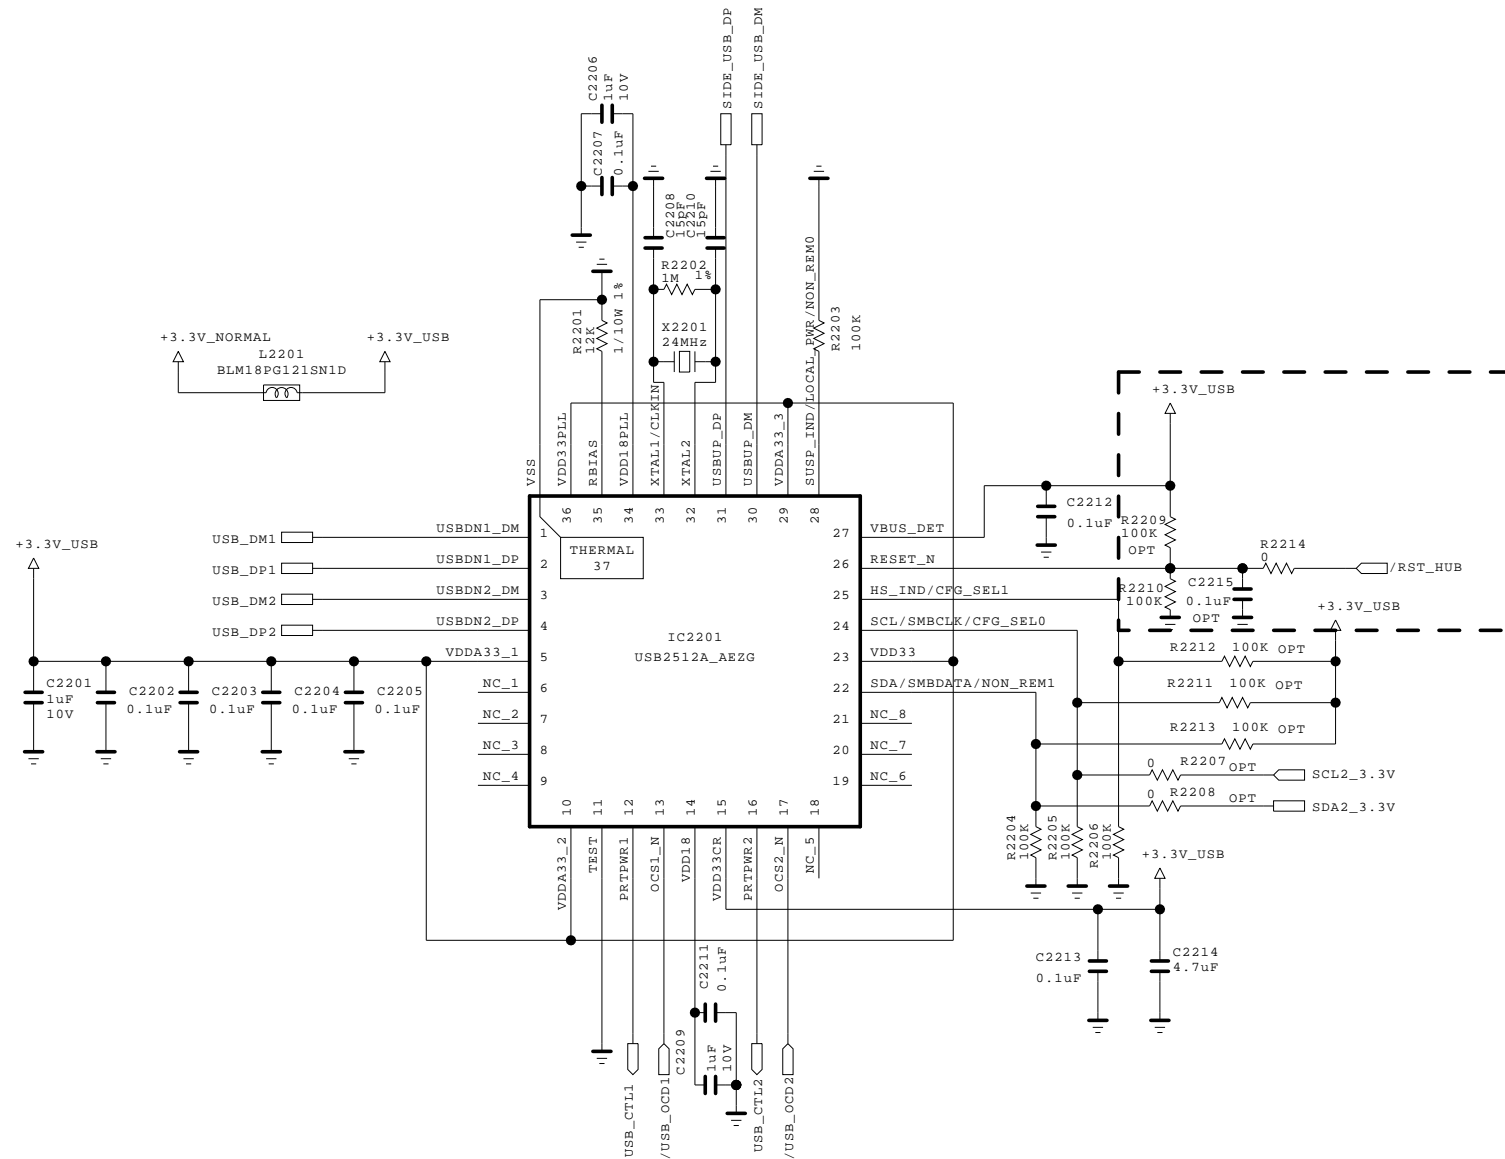 SIDE_USB_DP
SIDE_USB_DM
C2206
1uF
10V
C2207
0.1uF
C2208
15pF
C2210
15pF
R2202
1M
1%
R2201
12K
1/10W 1%
X2201
24MHz
R2203
100K
+3.3V_NORMAL
+3.3V_USB
L2201
BLM18PG121SN1D
VSS
VDD33PLL
RBIAS
VDD18PLL
XTAL1/CLKIN
XTAL2
USBUP_DP
USBUP_DM
VDDA33_3
SUSP_IND/LOCAL_PWR/NON_REM0
36
35
34
33
32
31
30
29
28
THERMAL
37
IC2201
USB2512A_AEZG
USB_DM1
USBDN1_DM
1
USB_DP1
USBDN1_DP
2
USB_DM2
USBDN2_DM
3
USB_DP2
USBDN2_DP
4
+3.3V_USB
VDDA33_1
5
NC_1
6
NC_2
7
NC_3
8
NC_4
9
C2201
1uF
10V
C2202
0.1uF
C2203
0.1uF
C2204
0.1uF
C2205
0.1uF
27
VBUS_DET
26
RESET_N
25
HS_IND/CFG_SEL1
24
SCL/SMBCLK/CFG_SEL0
23
VDD33
22
SDA/SMBDATA/NON_REM1
21
NC_8
20
NC_7
19
NC_6
+3.3V_USB
C2212
0.1uF
R2209
100K
OPT
R2214
0
/RST_HUB
R2210
100K
OPT
C2215
0.1uF
+3.3V_USB
R2212 100K OPT
R2211 100K OPT
R2213 100K OPT
0 R2207 OPT
SCL2_3.3V
0 R2208 OPT
SDA2_3.3V
R2204
100K
R2205
100K
R2206
100K
+3.3V_USB
C2213
0.1uF
C2214
4.7uF
10
11
12
13
14
15
16
17
18
VDDA33_2
TEST
PRTPWR1
OCS1_N
VDD18
VDD33CR
PRTPWR2
OCS2_N
NC_5
C2211
0.1uF
C2209
1uF
10V
USB_CTL1
/USB_OCD1
USB_CTL2
/USB_OCD2